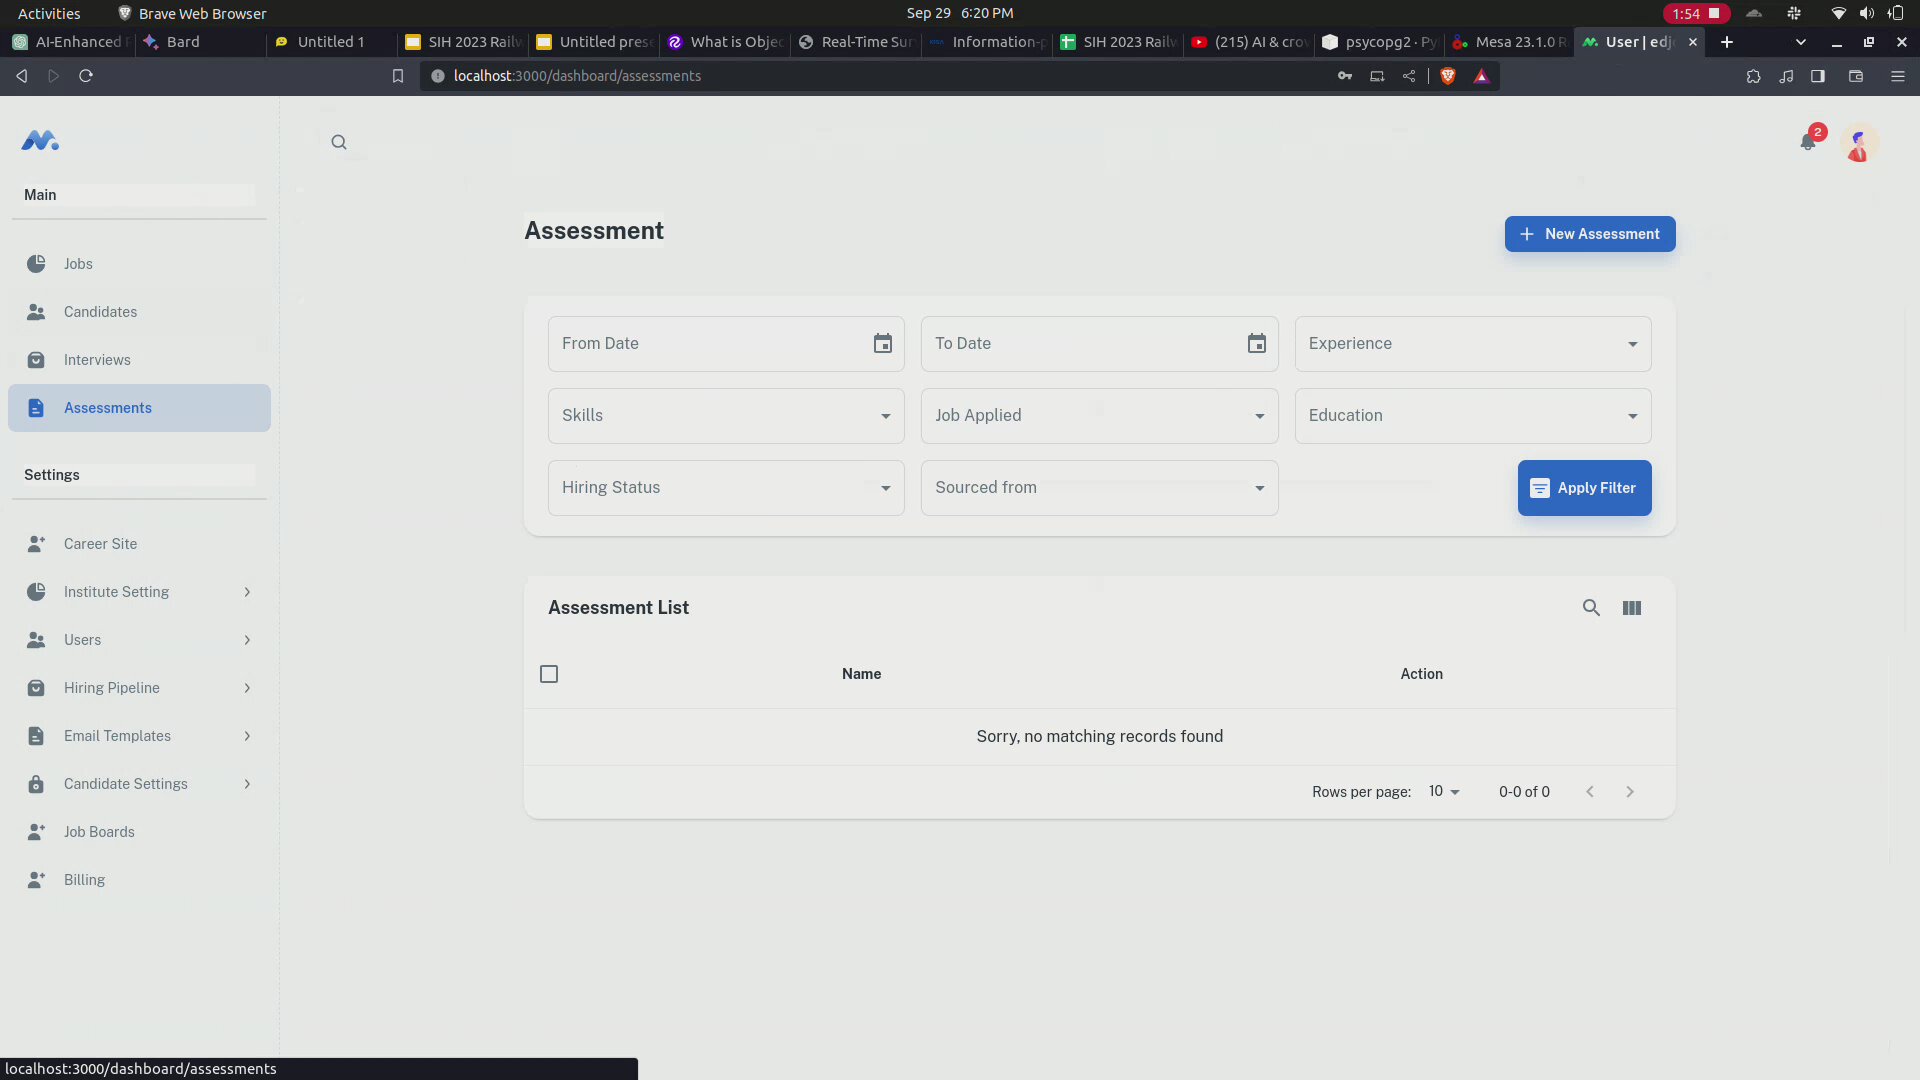 Activities
Brave Web Browser
Sep 29 6:20 PM
1:54
AI-Enhanced
Bard
Untitled 1
SIH 2023 Railw
Untitled prese
What is Objec
Real-Time Sur
Information-p
SIH 2023 Railw
(215) AI & crow
psycopg2 · Py
Mesa 23.1.0 R
User | edjo
localhost:3000/dashboard/assessments
2
Main
Jobs
Candidates
Interviews
Assessments
Settings
Career Site
Institute Setting
Users
Hiring Pipeline
Email Templates
Candidate Settings
Job Boards
Billing
Assessment
New Assessment
From Date
To Date
Experience
Skills
Job Applied
Education
Hiring Status
Sourced from
Apply Filter
Assessment List
Name
Action
Sorry, no matching records found
Rows per page:
10
0-0 of 0
localhost:3000/dashboard/assessments